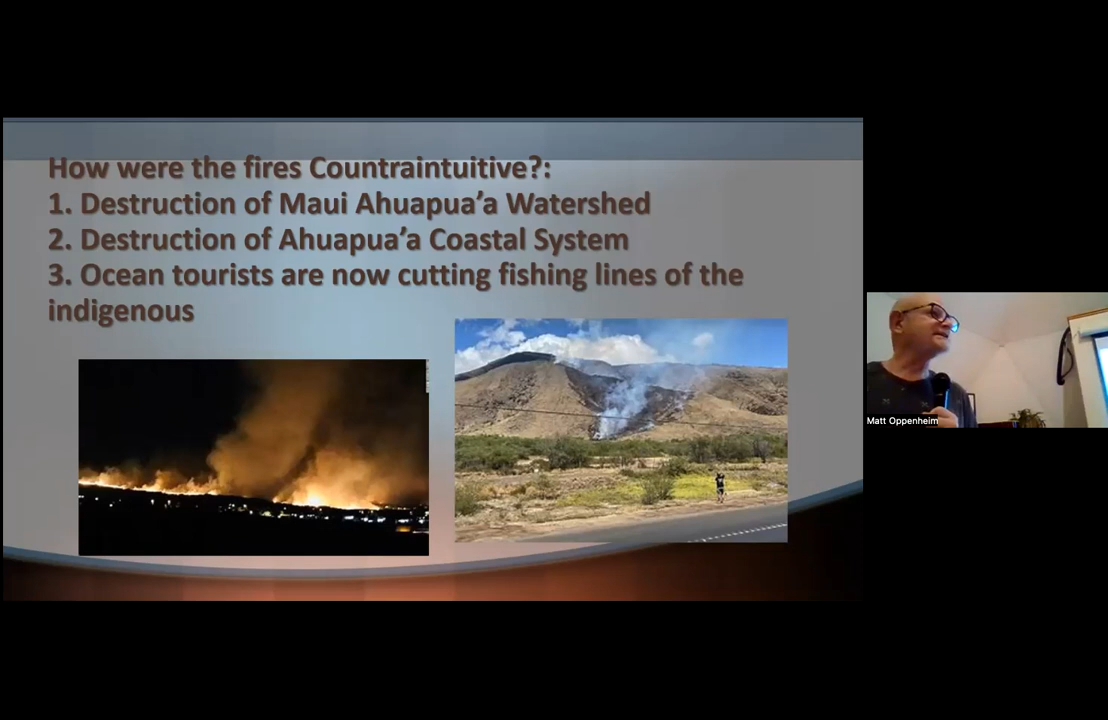 How were the fires Countraintuitive?:
1. Destruction of Maui Ahuapua’a Watershed
2. Destruction of Ahuapua’a Coastal System
3. Ocean tourists are now cutting fishing lines of the
indigenous
Matt Oppenheim